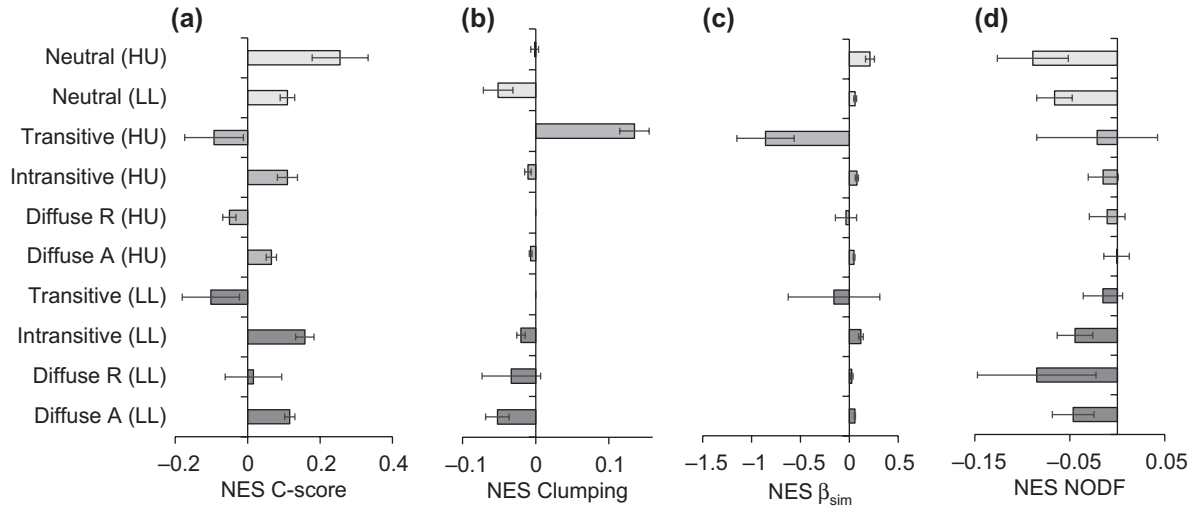 (a) (b) (c) (d)
Neutral (HU)
Neutral (LL)
Transitive (HU)
Intransitive (HU)
Diffuse R (HU)
Diffuse A (HU)
Transitive (LL)
Intransitive (LL)
Diffuse R (LL)
Diffuse A (LL)
–0.2 0 0.2 0.4 –0.1 0 0.1 –1.5 –1 –0.5 0 0.5 –0.15 –0.05 0.05
NES C-score NES Clumping NES βsim NES NODF